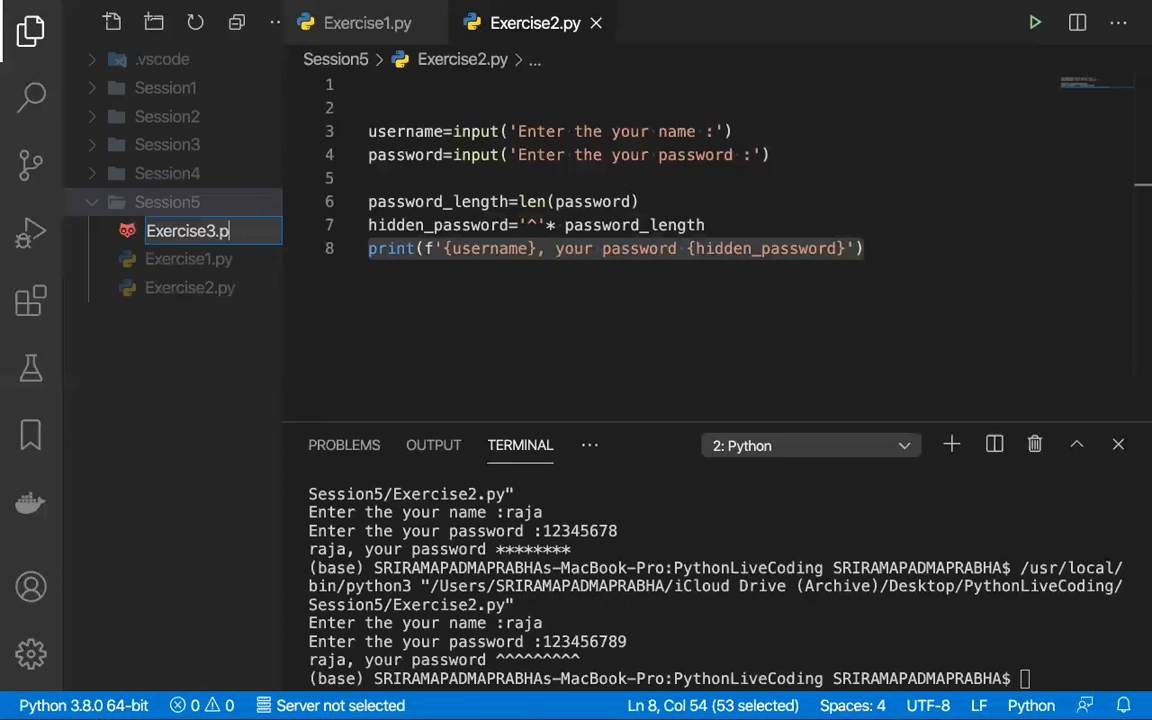 Exercise1.py
Exercise2.py
.vscode
Session1
Session2
Session3
Session4
Session5
Exercise3.p
Exercise1.py
Exercise2.py
Session5 > Exercise2.py > ...
1
2
3 username=input('Enter the your name :')
4 password=input('Enter the your password :')
5
6 password_length=len(password)
7 hidden_password='^'* password_length
8 print(f'{username}, your password {hidden_password}')
PROBLEMS OUTPUT TERMINAL ... 2: Python
Session5/Exercise2.py"
Enter the your name :raja
Enter the your password :12345678
raja, your password ********
(base) SRIRAMAPADMAPRABHAs-MacBook-Pro:PythonLiveCoding SRIRAMAPADMAPRABHA$ /usr/local/
bin/python3 "/Users/SRIRAMAPADMAPRABHA/iCloud Drive (Archive)/Desktop/PythonLiveCoding/
Session5/Exercise2.py"
Enter the your name :raja
Enter the your password :123456789
raja, your password ^^^^^^^^^
(base) SRIRAMAPADMAPRABHAs-MacBook-Pro:PythonLiveCoding SRIRAMAPADMAPRABHA$
Python 3.8.0 64-bit 0 0 Server not selected Ln 8, Col 54 (53 selected) Spaces: 4 UTF-8 LF Python